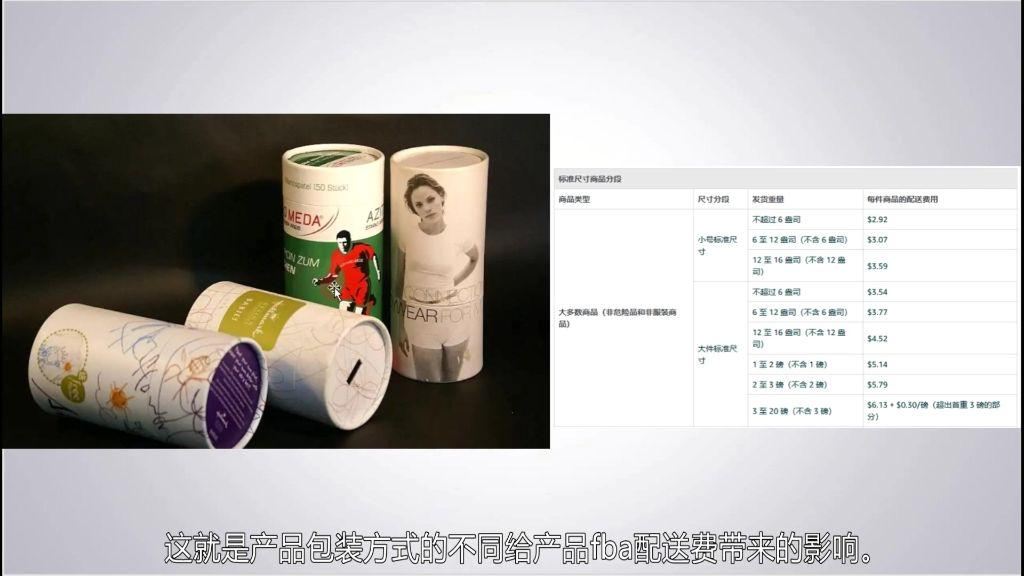 MEDA
AZ
ON ZUM
CONNECT
WEAR FOR M
标准尺寸商品分段
商品类型 尺寸分段 发货重量 每件商品的配送费用
大多数商品（非危险品和非服装商品） 小号标准尺寸 不超过 6 盎司 $2.92
6 至 12 盎司（不含 6 盎司） $3.07
12 至 16 盎司（不含 12 盎司） $3.59
大件标准尺寸 不超过 6 盎司 $3.54
6 至 12 盎司（不含 6 盎司） $3.77
12 至 16 盎司（不含 12 盎司） $4.52
1 至 2 磅（不含 1 磅） $5.14
2 至 3 磅（不含 2 磅） $5.79
3 至 20 磅（不含 3 磅） $6.13 + $0.30/磅（超出首重 3 磅的部分）
这就是产品包装方式的不同给产品fba配送费带来的影响。